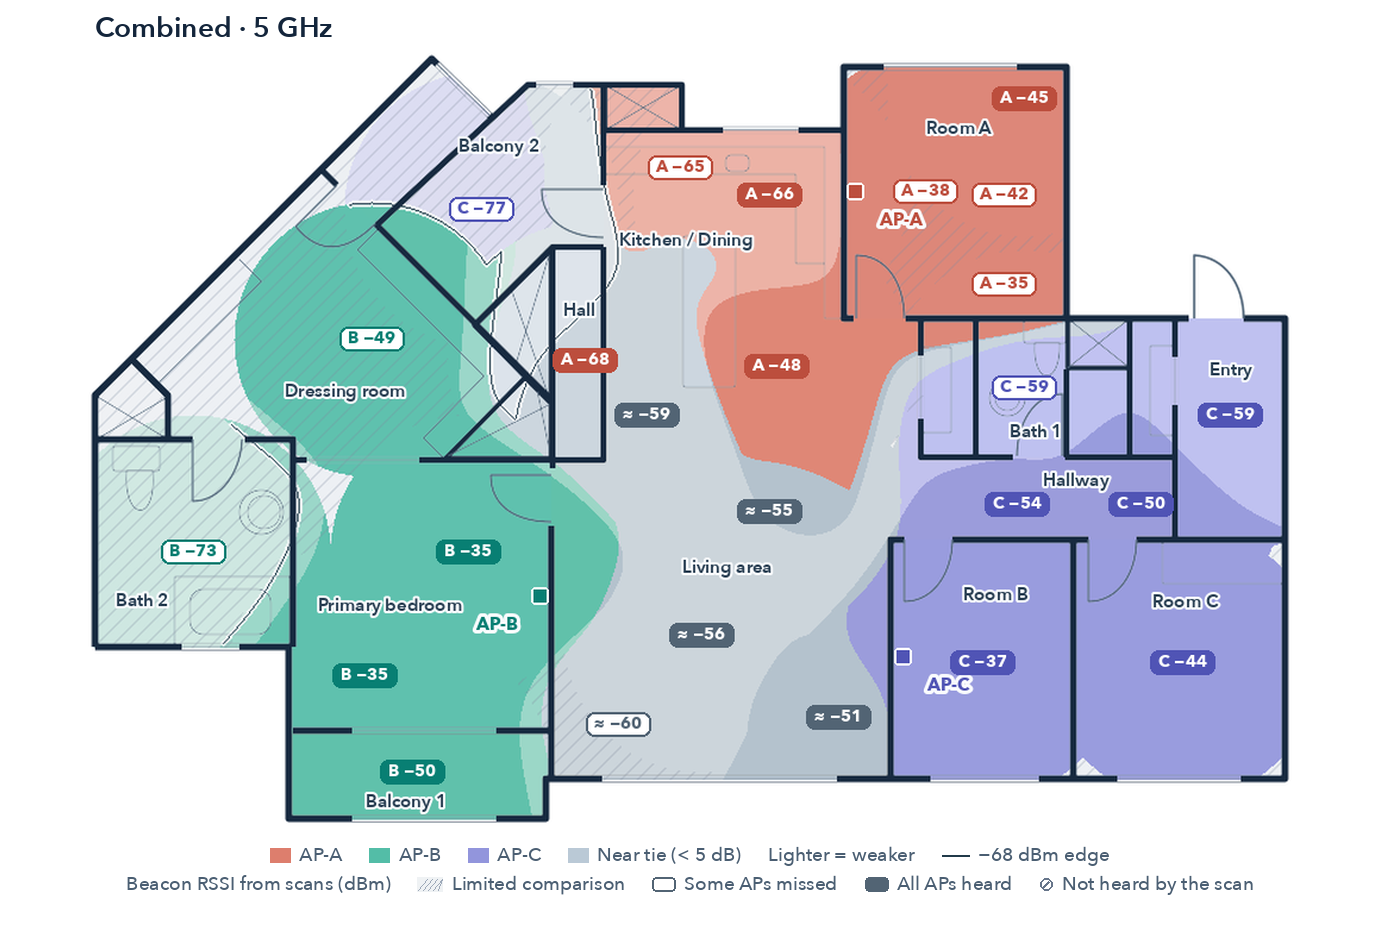 Combined · 5 GHz
A −45
Room A
Balcony 2
A −65
A −66
A −38
A −42
AP-A
C −77
Kitchen / Dining
A −35
Hall
B −49
A −68
A −48
Entry
C −59
C −59
Dressing room
≈ −59
Bath 1
Hallway
C −54
C −50
≈ −55
B −73
B −35
Living area
Bath 2
Primary bedroom
AP-B
Room B
Room C
≈ −56
B −35
C −37
C −44
AP-C
≈ −60
≈ −51
B −50
Balcony 1
AP-A AP-B AP-C Near tie (< 5 dB) Lighter = weaker −68 dBm edge
Beacon RSSI from scans (dBm) Limited comparison Some APs missed All APs heard Not heard by the scan